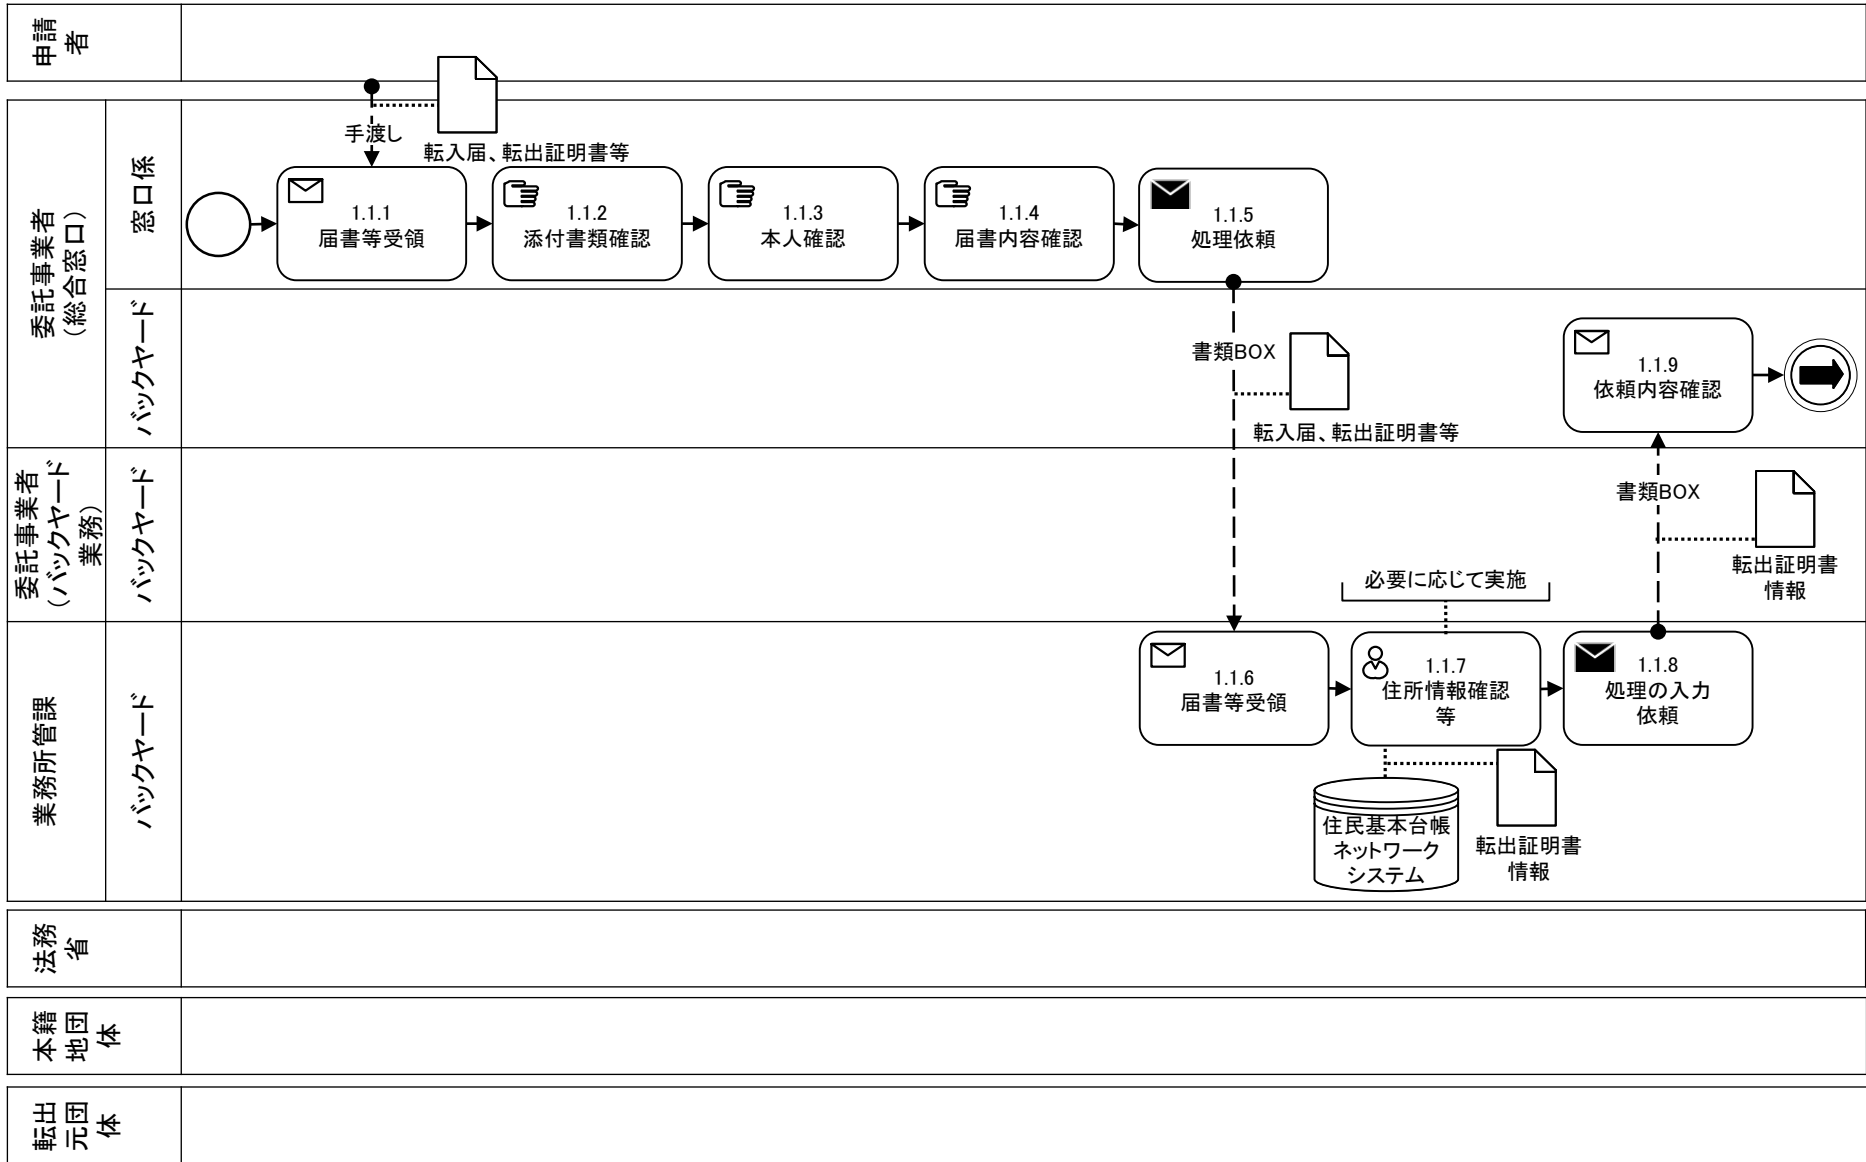 申請
者
手渡し
転入届、転出証明書等
委託事業者
（総合窓口）
窓口係
1.1.1
届書等受領
1.1.2
添付書類確認
1.1.3
本人確認
1.1.4
届書内容確認
1.1.5
処理依頼
バックヤード
書類BOX
転入届、転出証明書等
1.1.9
依頼内容確認
委託事業者
（バックヤード
業務）
バックヤード
書類BOX
転出証明書
情報
必要に応じて実施
業務所管課
バックヤード
1.1.6
届書等受領
1.1.7
住所情報確認
等
1.1.8
処理の入力
依頼
住民基本台帳
ネットワーク
システム
転出証明書
情報
法務
省
本籍
地団
体
転出
元団
体